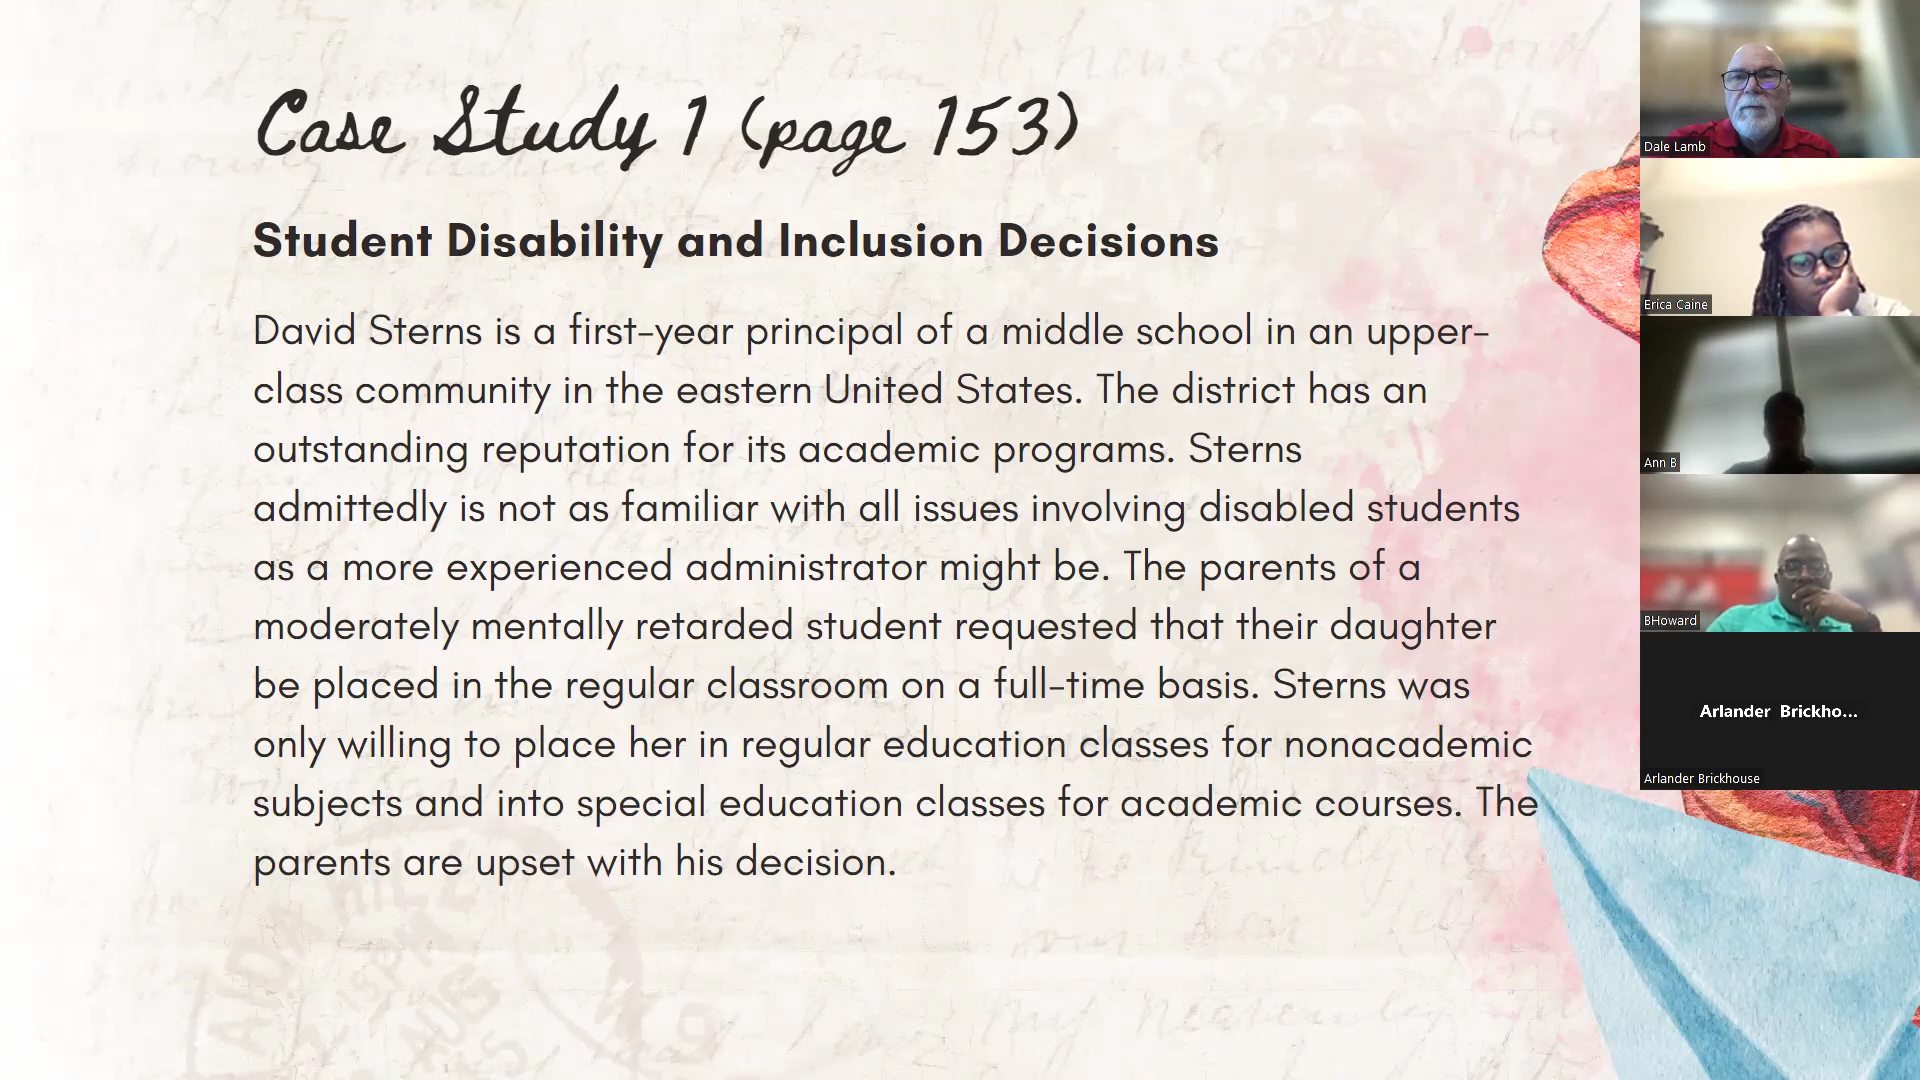 Case Study 1 (page 153)
Student Disability and Inclusion Decisions
David Sterns is a first-year principal of a middle school in an upper-
class community in the eastern United States. The district has an
outstanding reputation for its academic programs. Sterns
admittedly is not as familiar with all issues involving disabled students
as a more experienced administrator might be. The parents of a
moderately mentally retarded student requested that their daughter
be placed in the regular classroom on a full-time basis. Sterns was
only willing to place her in regular education classes for nonacademic
subjects and into special education classes for academic courses. The
parents are upset with his decision.
Dale Lamb
Erica Caine
Ann B
BHoward
Arlander Brickho...
Arlander Brickhouse